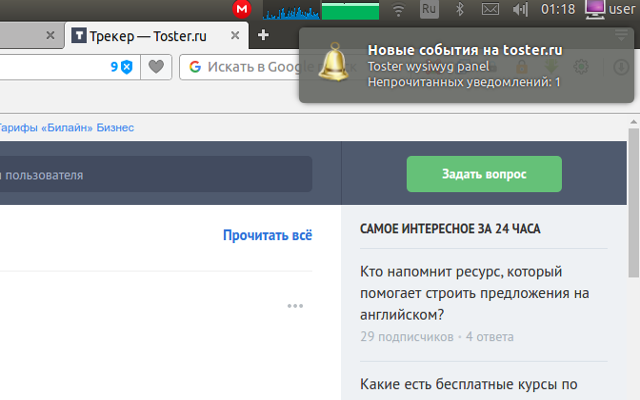 Ru
01:18
user
Трекер — Toster.ru
9
Искать в Google
Новые события на toster.ru
Toster wysiwyg panel
Непрочитанных уведомлений: 1
Тарифы «Билайн» Бизнес
пользователя
Задать вопрос
Прочитать всё
САМОЕ ИНТЕРЕСНОЕ ЗА 24 ЧАСА
Кто напомнит ресурс, который
помогает строить предложения на
английском?
29 подписчиков • 4 ответа
Какие есть бесплатные курсы по